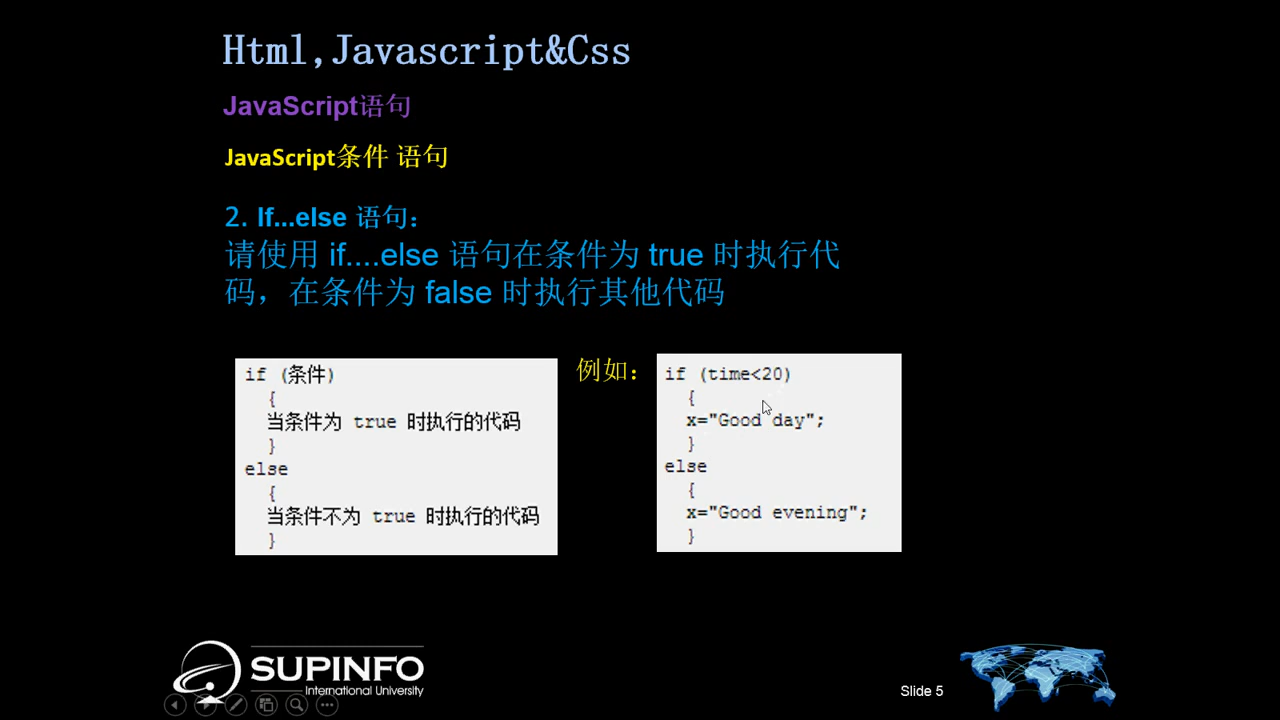 Html,Javascript&Css
JavaScript语句
JavaScript条件 语句
2. If...else 语句：
请使用 if....else 语句在条件为 true 时执行代
码，在条件为 false 时执行其他代码
if (条件)
{
当条件为 true 时执行的代码
}
else
{
当条件不为 true 时执行的代码
}
例如：
if (time<20)
{
x="Good day";
}
else
{
x="Good evening";
}
SUPINFO
International University
Slide 5